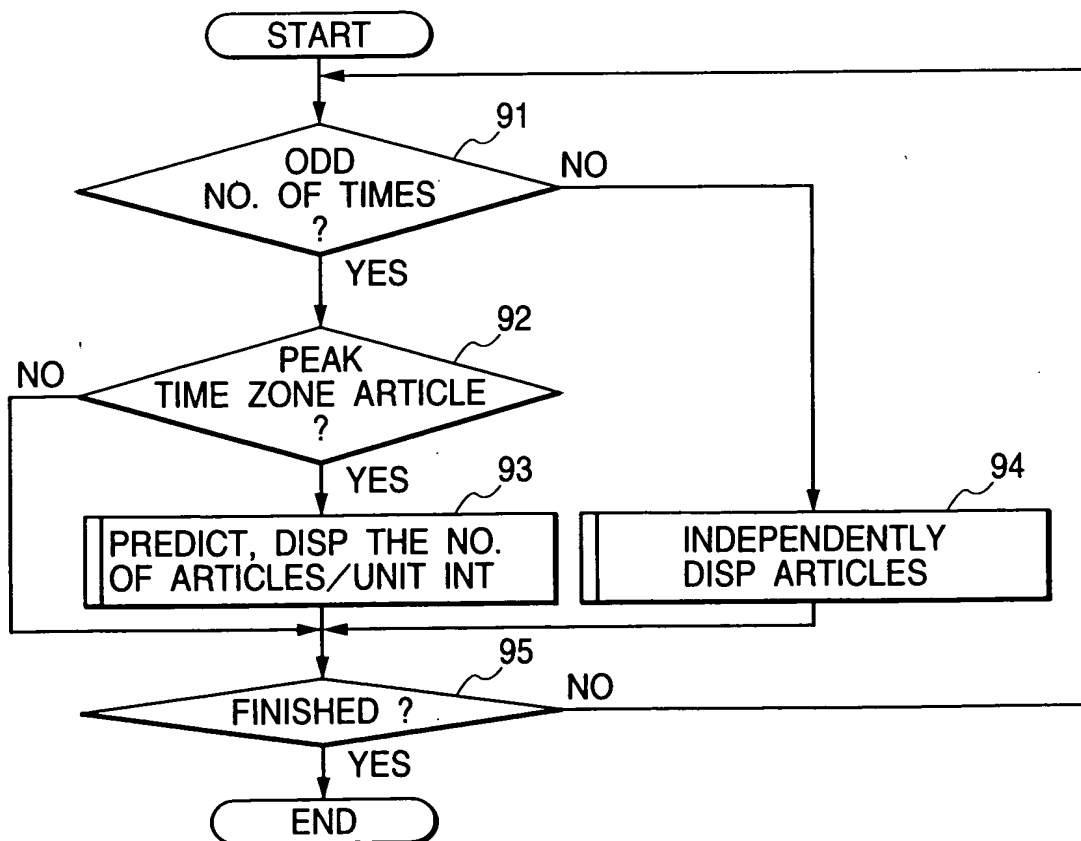 START
91
ODD
NO. OF TIMES
?
NO
YES
92
PEAK
TIME ZONE ARTICLE
?
NO
YES
93
PREDICT, DISP THE NO.
OF ARTICLES/UNIT INT
94
INDEPENDENTLY
DISP ARTICLES
95
FINISHED ?
NO
YES
END